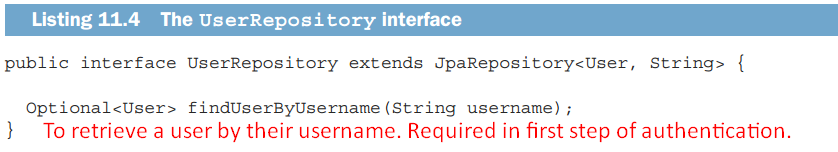 Listing 11.4 The UserRepository interface
public interface UserRepository extends JpaRepository<User, String> {
Optional<User> findUserByUsername(String username);
} To retrieve a user by their username. Required in first step of authentication.